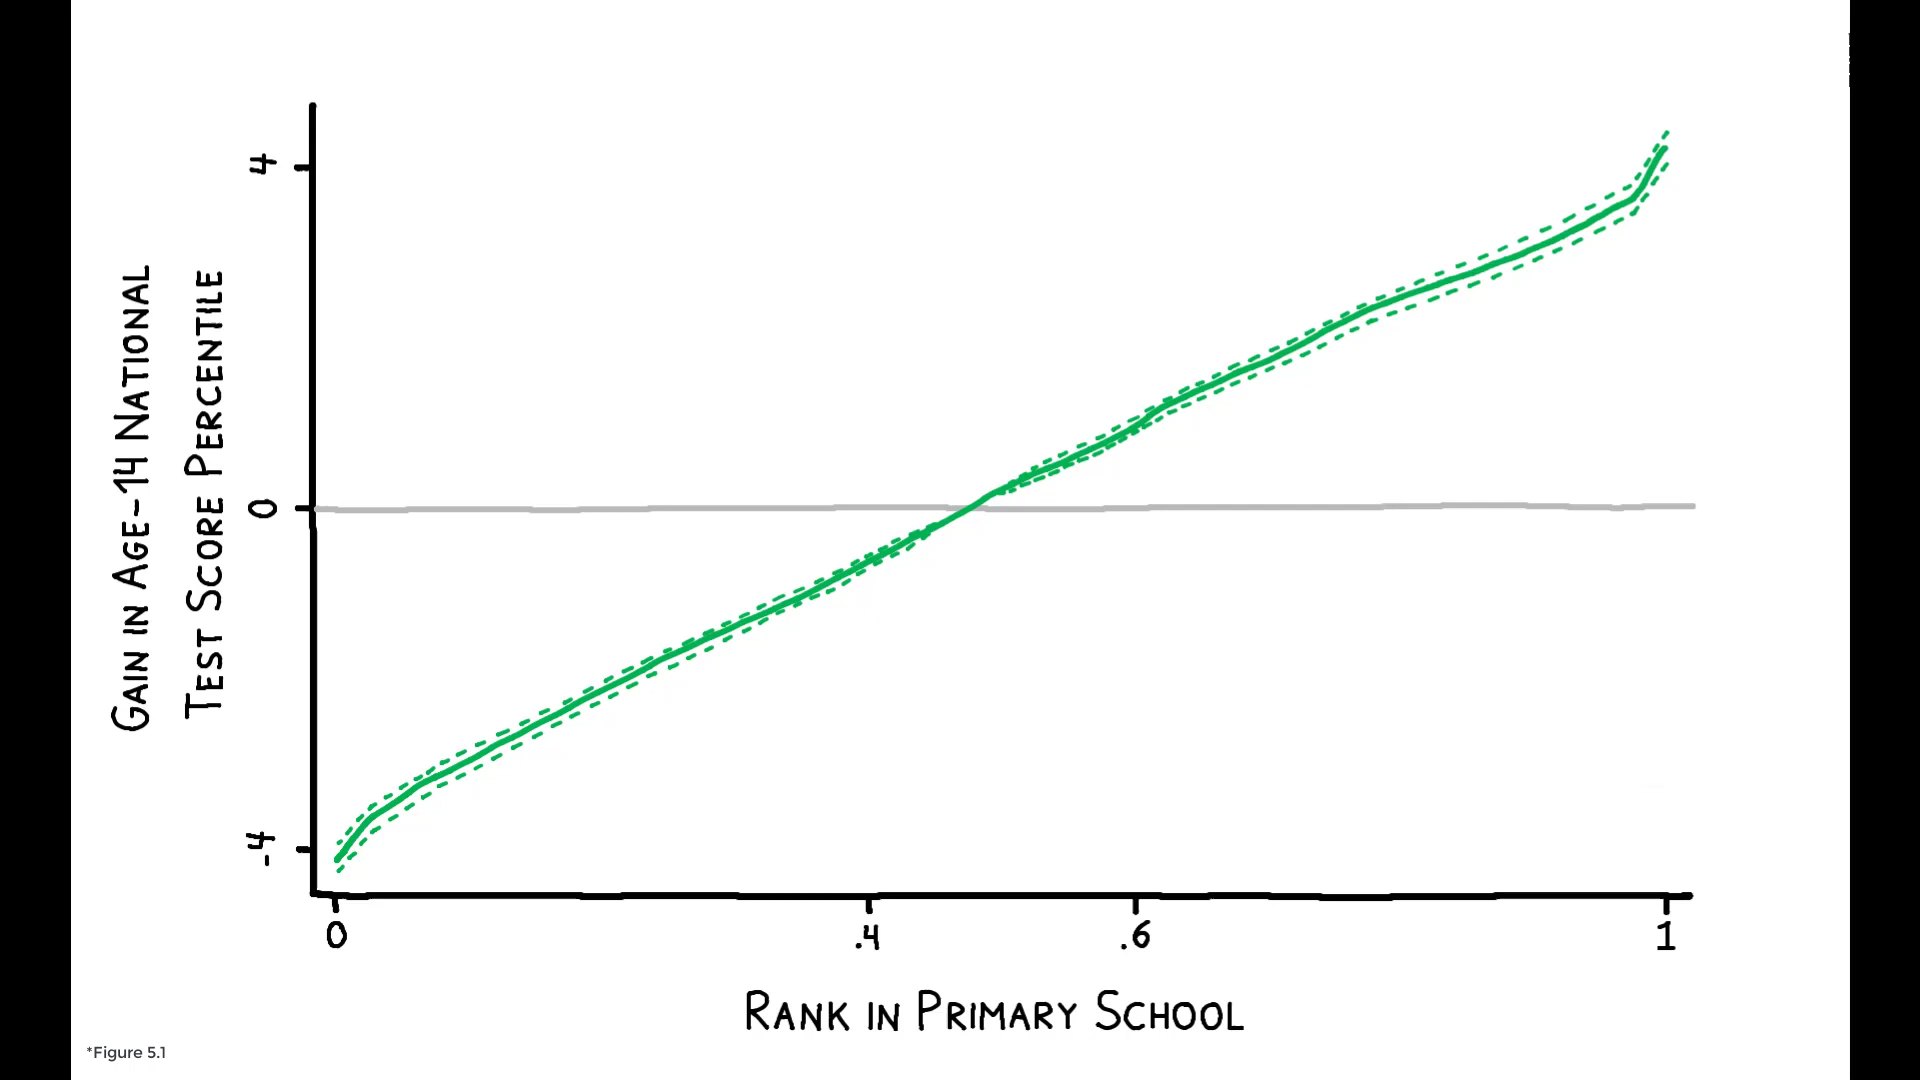 GAIN IN AGE-14 NATIONAL
TEST SCORE PERCENTILE
4
0
-4
0
.4
.6
1
RANK IN PRIMARY SCHOOL
*Figure 5.1